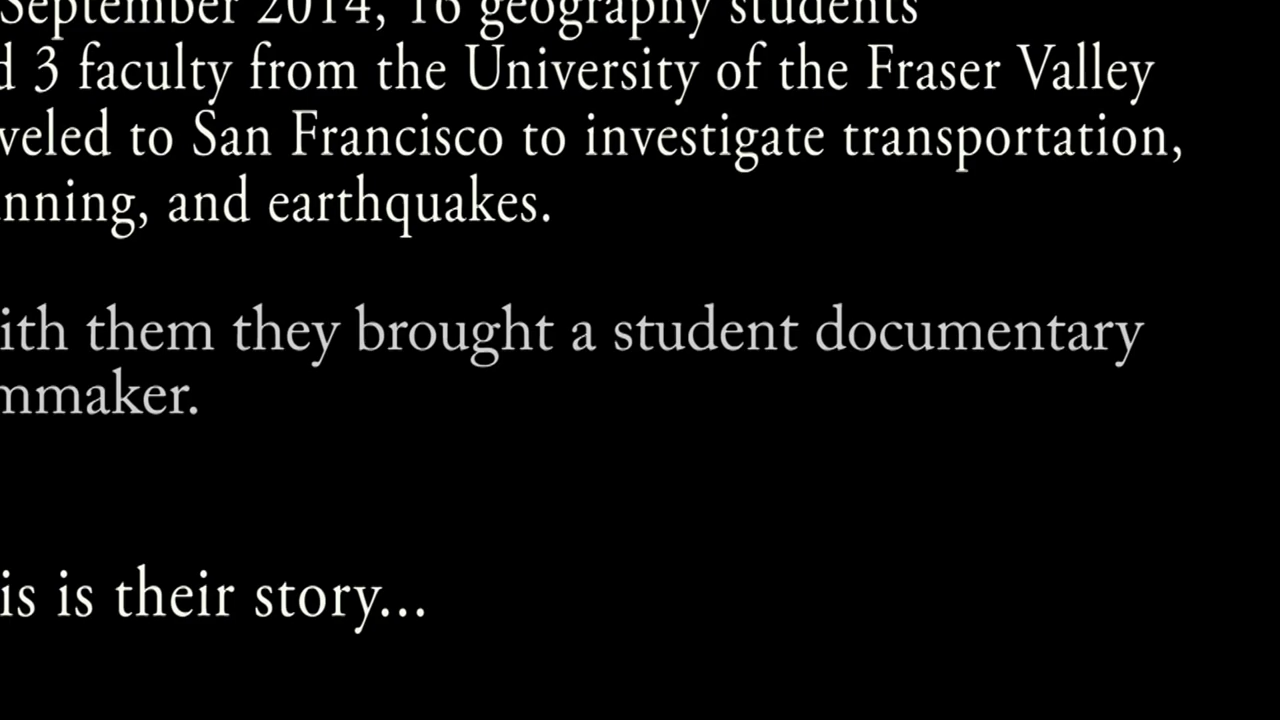 September 2014, 16 geography students
d 3 faculty from the University of the Fraser Valley
veled to San Francisco to investigate transportation,
nning, and earthquakes.
ith them they brought a student documentary
mmaker.
is is their story...